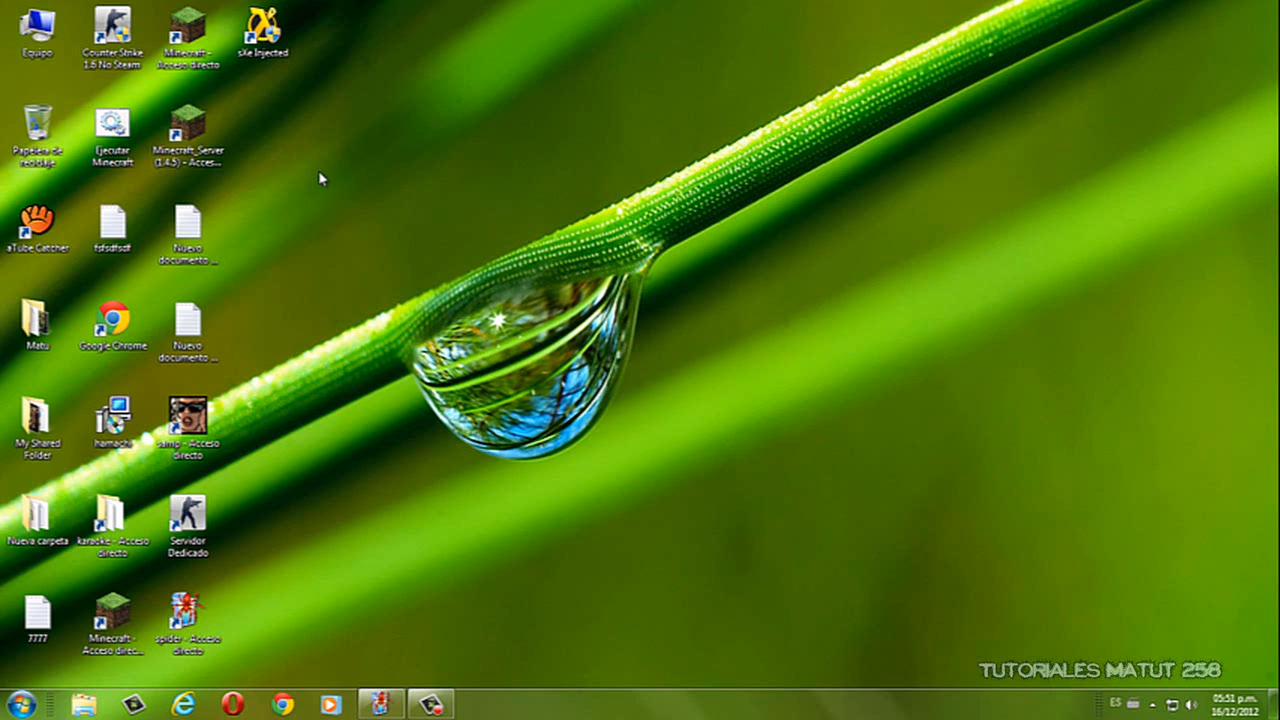 Equipo
Counter Strike
1.6 No Steam
Minecraft -
Acceso directo
sXe Injected
Papelera de
reciclaje
Ejecutar
Minecraft
Minecraft_Server
(1.4.5) - Acces...
aTube Catcher
fsfsdfsdf
Nuevo
documento ...
Matu
Google Chrome
Nuevo
documento ...
My Shared
Folder
hamachi
samp - Acceso
directo
Nueva carpeta
karaoke - Acceso
directo
Servidor
Dedicado
7777
Minecraft -
Acceso direc...
spider - Acceso
directo
TUTORIALES MATUT 258
ES
05:51 p.m.
16/12/2012